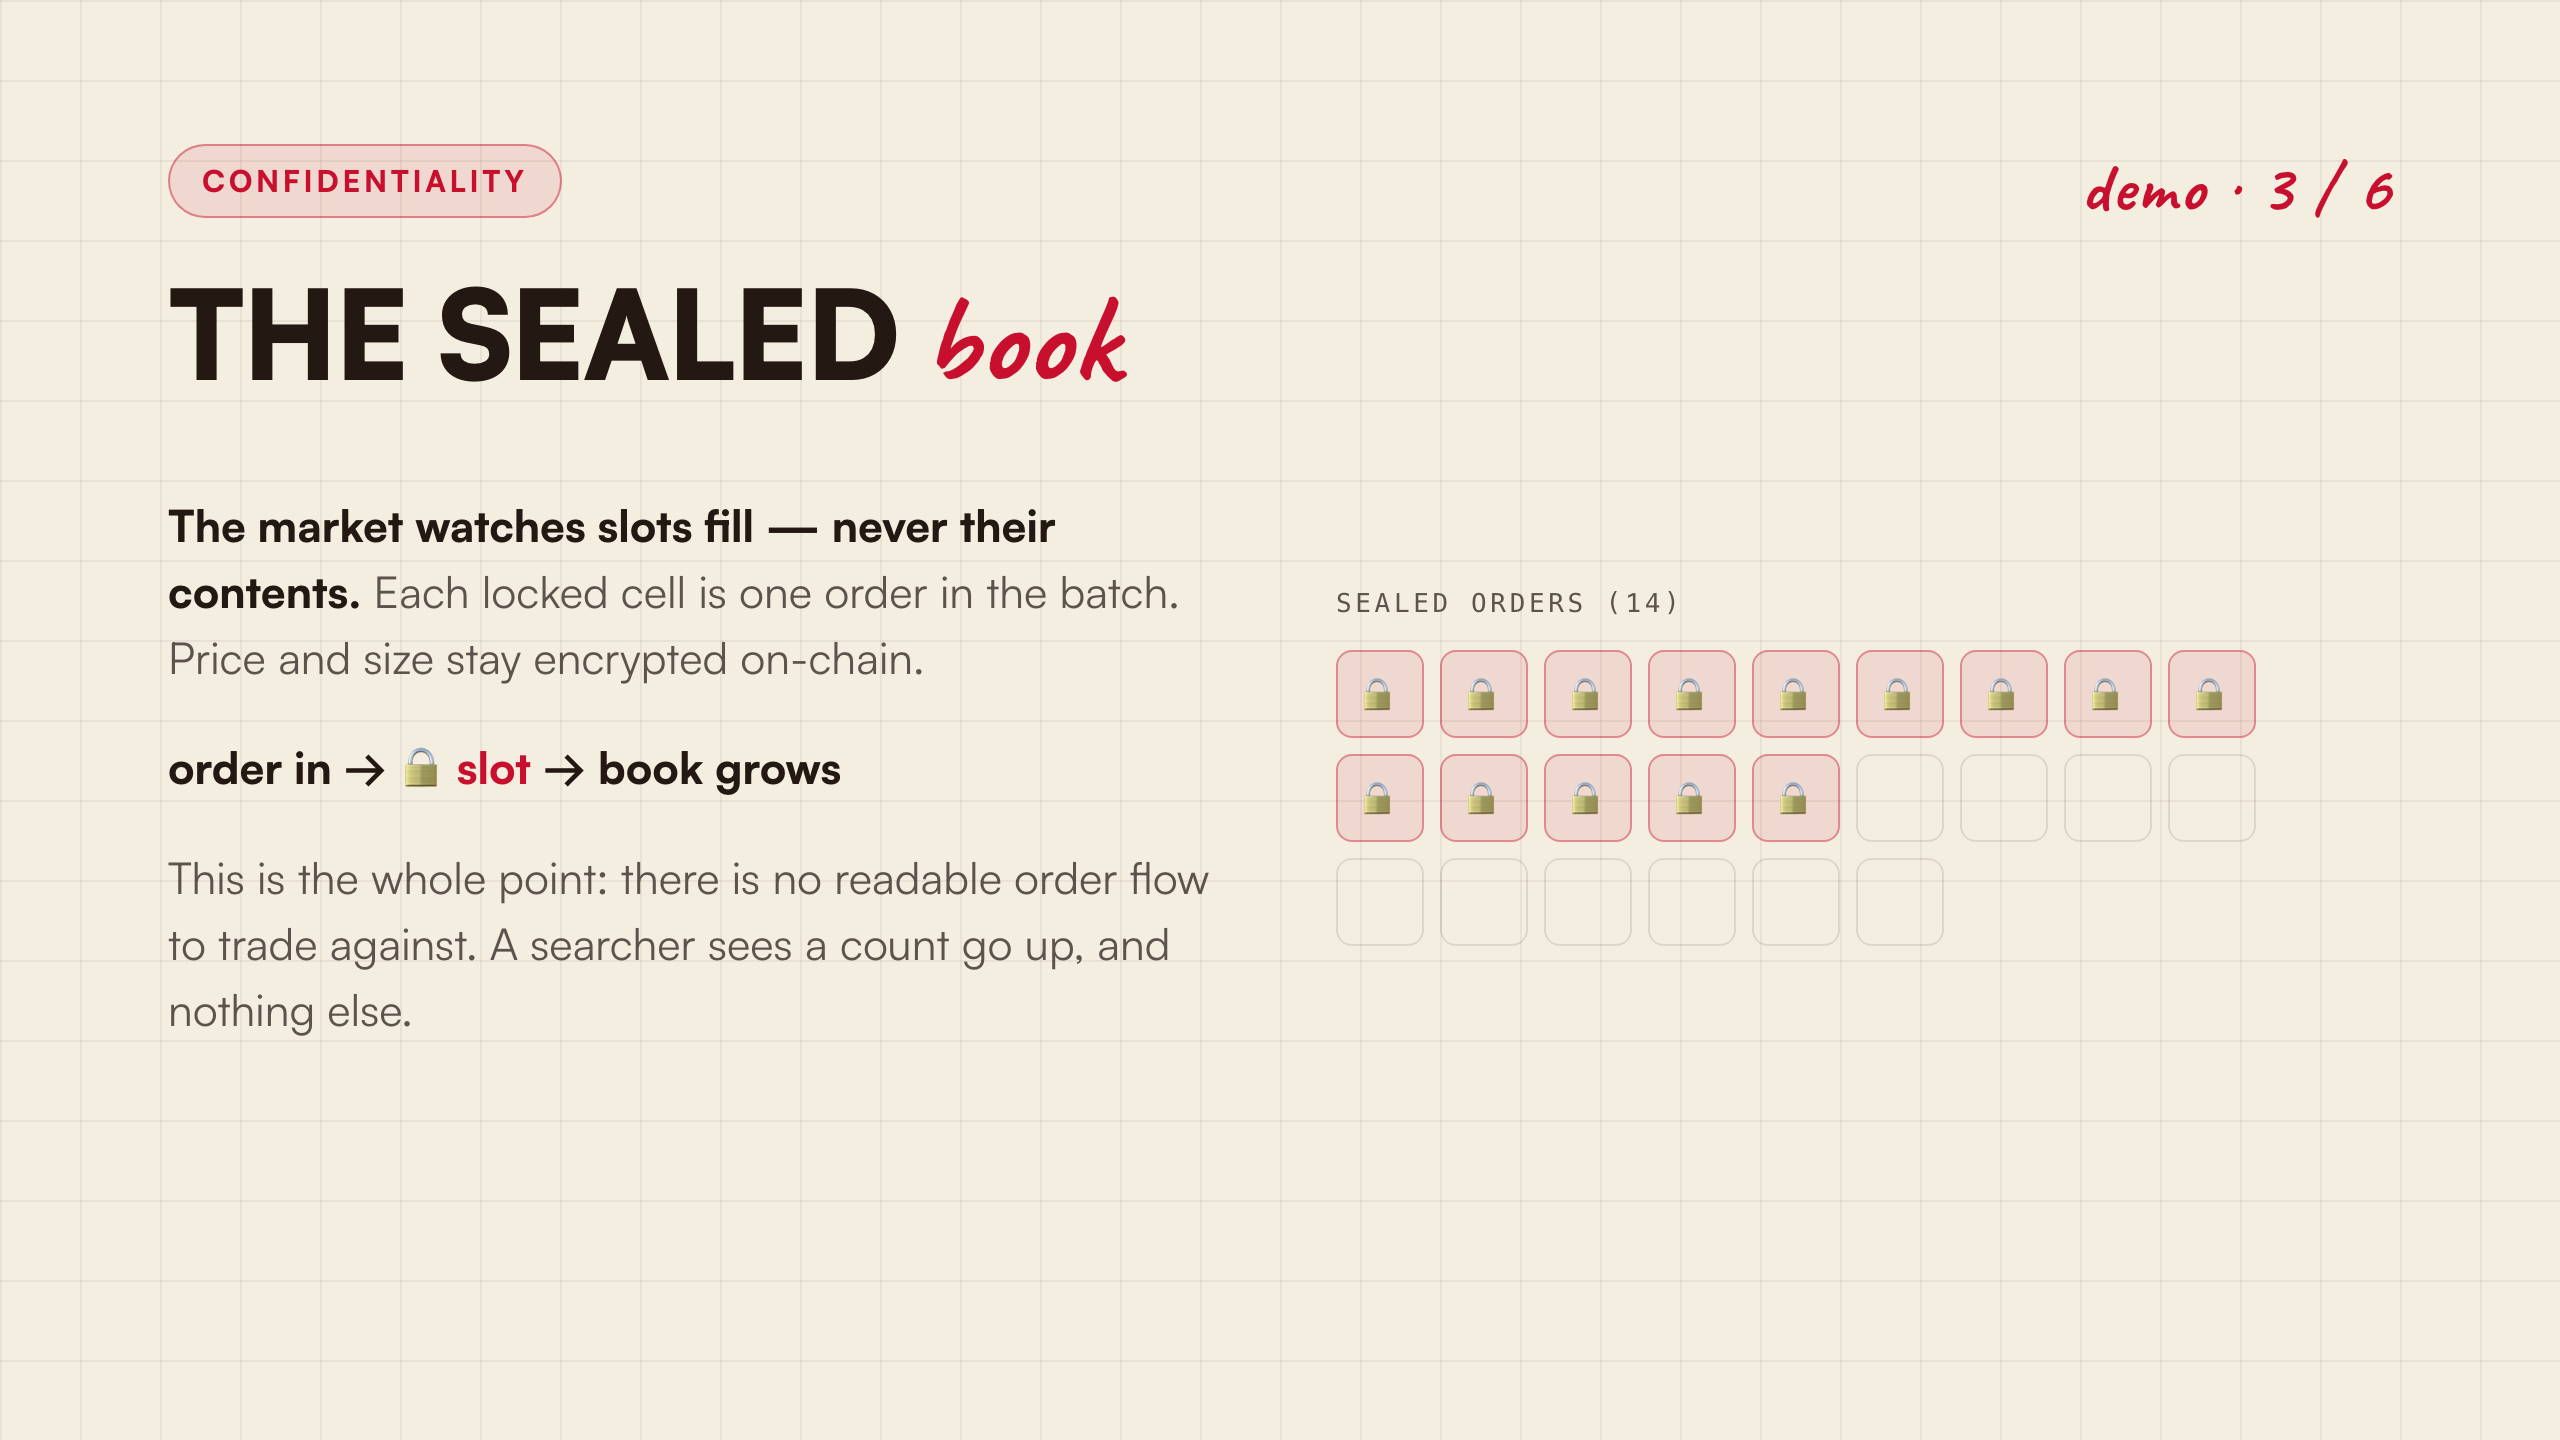 CONFIDENTIALITY
demo · 3 / 6
THE SEALED book
The market watches slots fill — never their
contents. Each locked cell is one order in the batch.
Price and size stay encrypted on-chain.
order in → 🔒 slot → book grows
This is the whole point: there is no readable order flow
to trade against. A searcher sees a count go up, and
nothing else.
SEALED ORDERS (14)